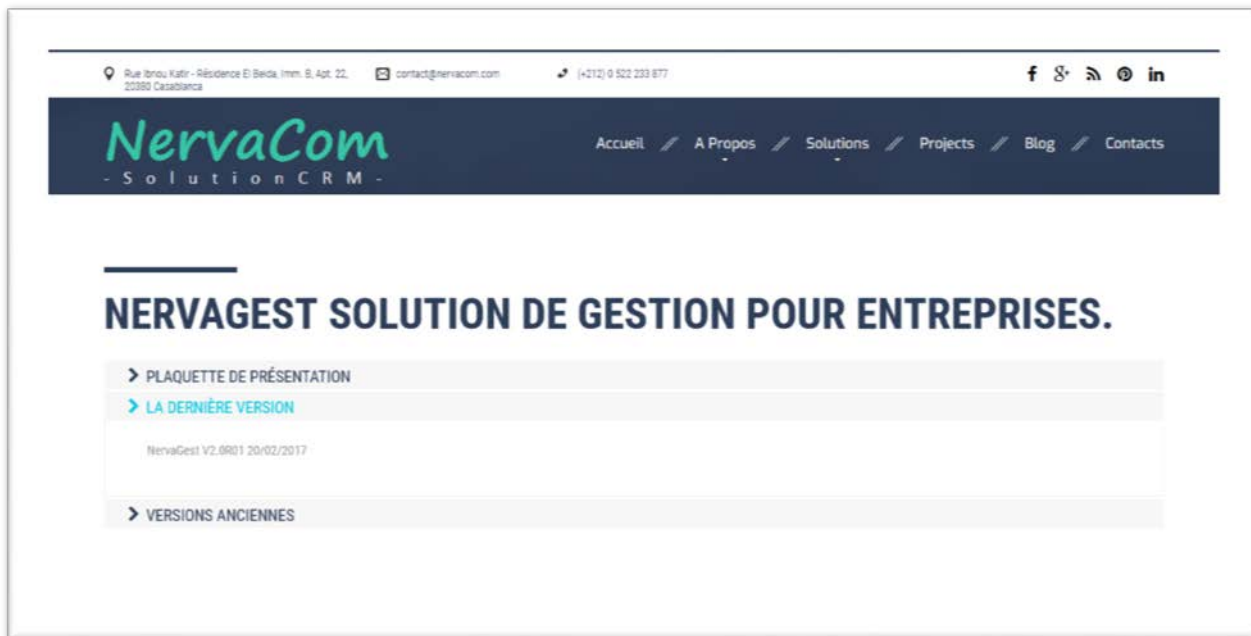 Rue Ibnou Katir - Résidence El Beida, Imm. B, Apt. 22,
20380 Casablanca
contact@nervacom.com
(+212) 0 522 233 877
NervaCom
- S o l u t i o n C R M -
Accueil // A Propos // Solutions // Projects // Blog // Contacts
NERVAGEST SOLUTION DE GESTION POUR ENTREPRISES.
PLAQUETTE DE PRÉSENTATION
LA DERNIÈRE VERSION
NervaGest V2.0R01 20/02/2017
VERSIONS ANCIENNES